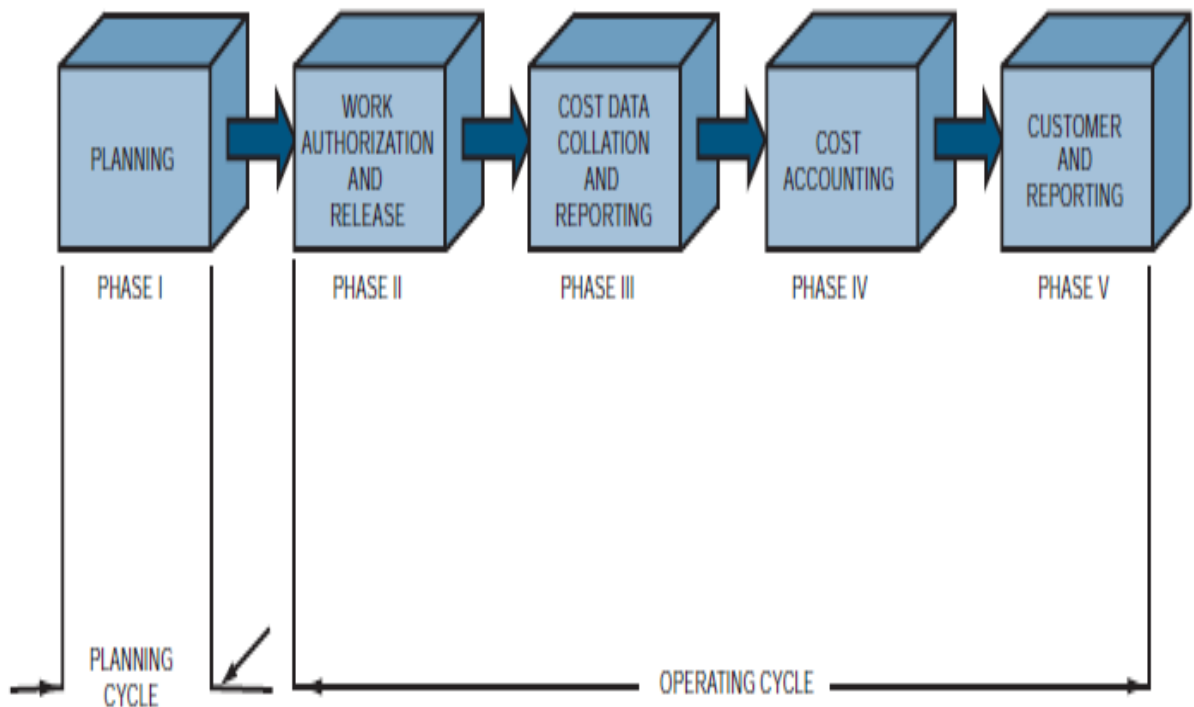 PLANNING
WORK
AUTHORIZATION
AND
RELEASE
COST DATA
COLLATION
AND
REPORTING
COST
ACCOUNTING
CUSTOMER
AND
REPORTING
PHASE I
PHASE II
PHASE III
PHASE IV
PHASE V
PLANNING
CYCLE
OPERATING CYCLE